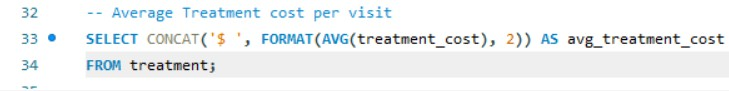 32 -- Average Treatment cost per visit
33 SELECT CONCAT('$ ', FORMAT(AVG(treatment_cost), 2)) AS avg_treatment_cost
34 FROM treatment;